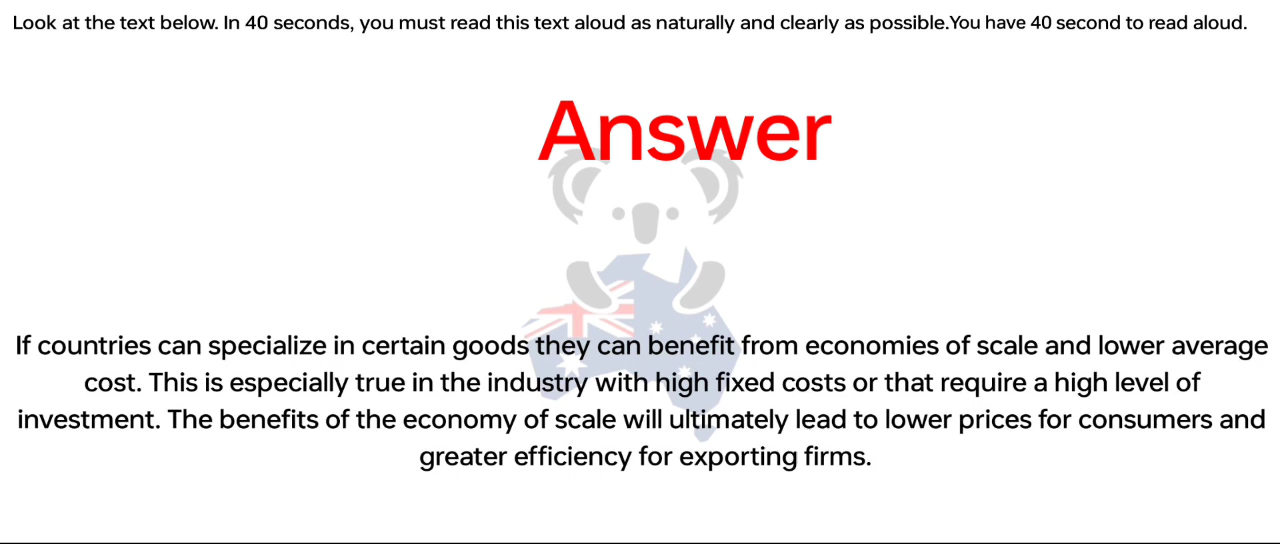 Look at the text below. In 40 seconds, you must read this text aloud as naturally and clearly as possible.You have 40 second to read aloud.
Answer
If countries can specialize in certain goods they can benefit from economies of scale and lower average
cost. This is especially true in the industry with high fixed costs or that require a high level of
investment. The benefits of the economy of scale will ultimately lead to lower prices for consumers and
greater efficiency for exporting firms.